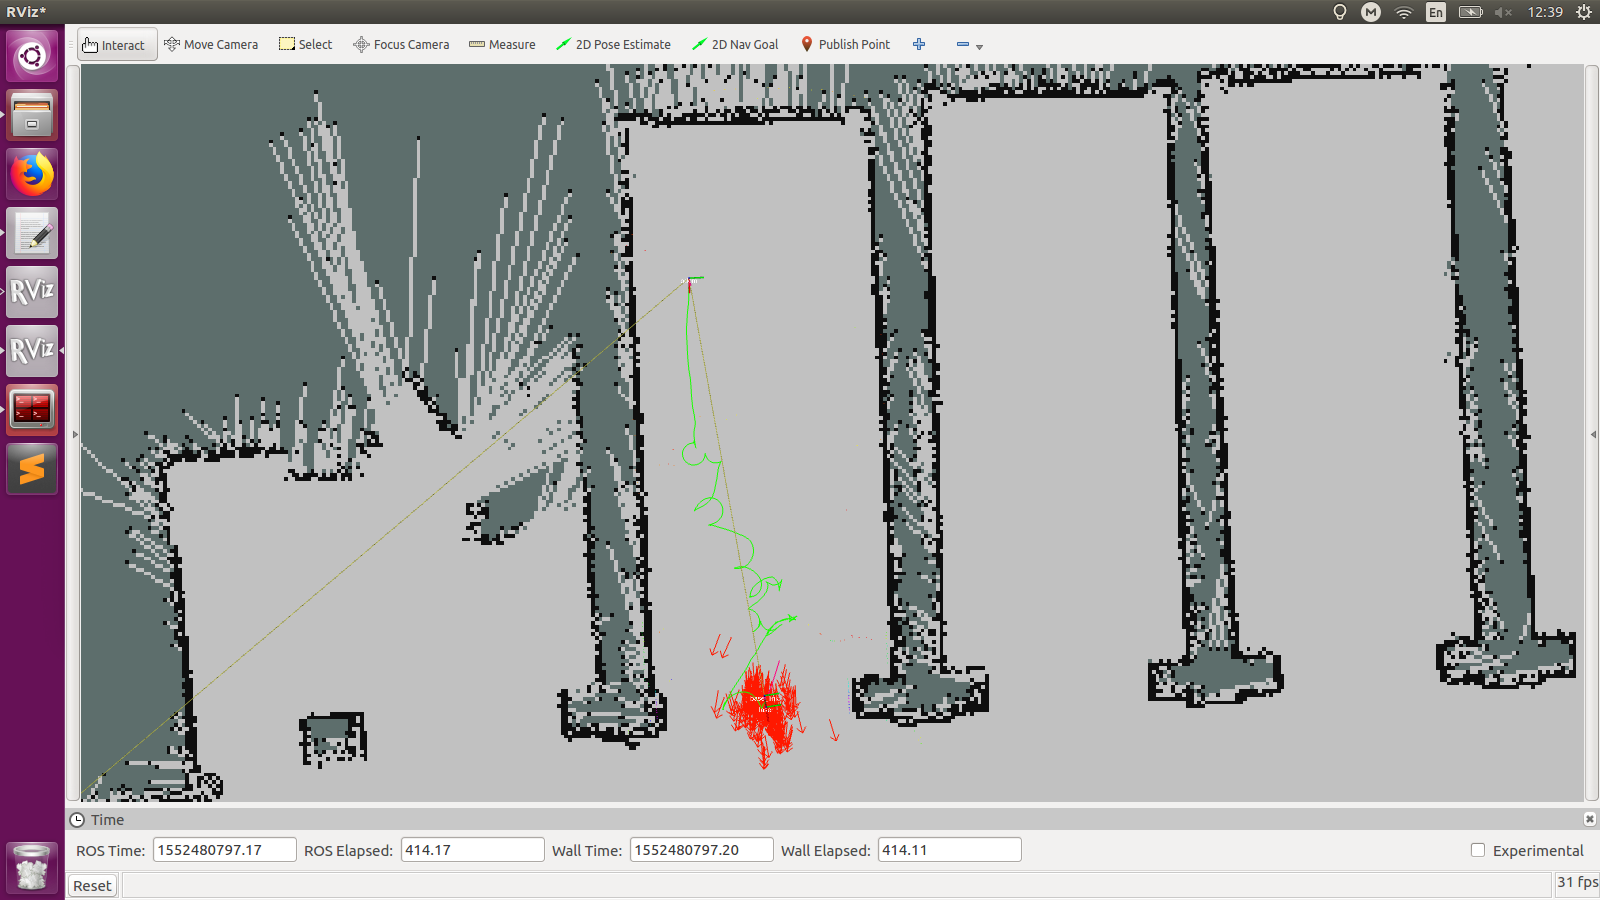 RViz*
M
En
12:39
Interact Move Camera Select Focus Camera Measure 2D Pose Estimate 2D Nav Goal Publish Point
RViz
RViz
Time
ROS Time: 1552480797.17 ROS Elapsed: 414.17 Wall Time: 1552480797.20 Wall Elapsed: 414.11 Experimental
Reset
31 fps